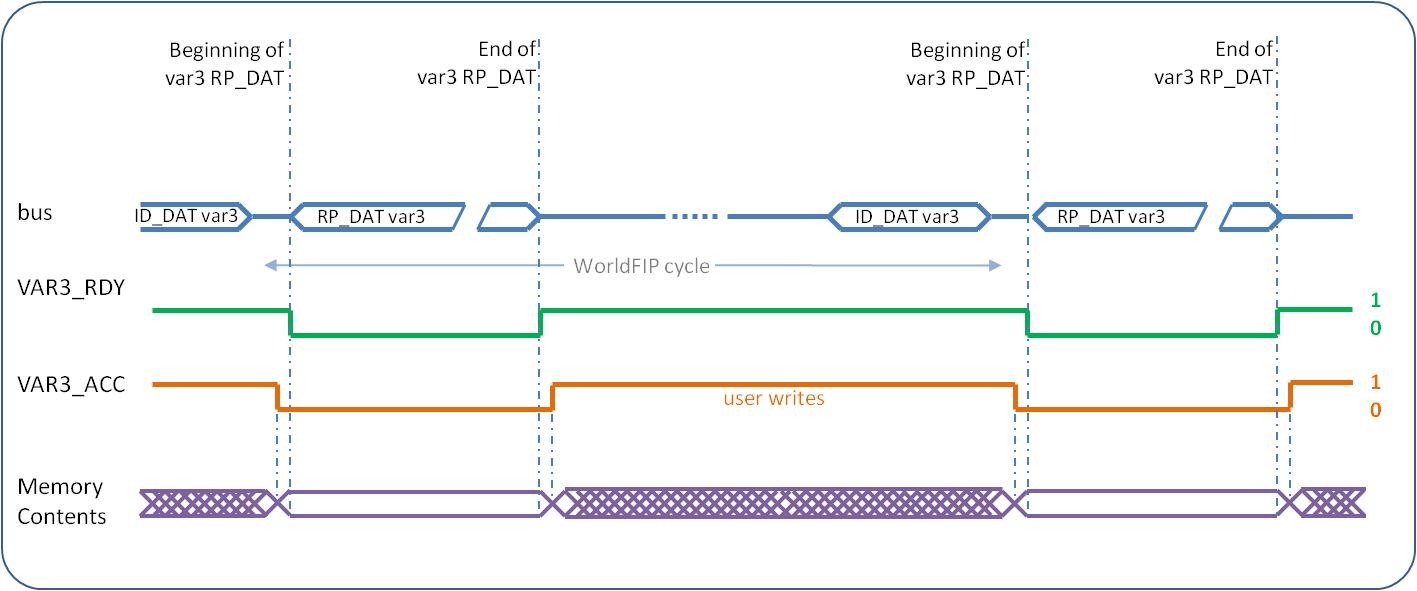 Beginning of
var3 RP_DAT
End of
var3 RP_DAT
Beginning of
var3 RP_DAT
End of
var3 RP_DAT
bus
ID_DAT var3
RP_DAT var3
ID_DAT var3
RP_DAT var3
WorldFIP cycle
VAR3_RDY
1
0
VAR3_ACC
user writes
1
0
Memory
Contents